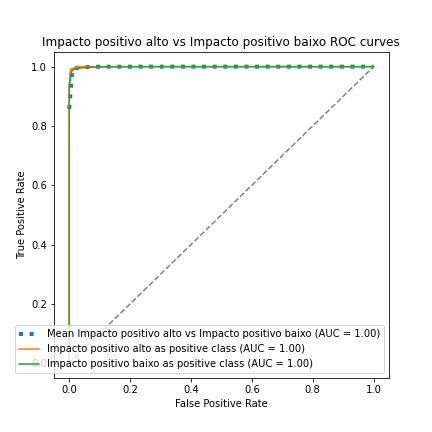 Impacto positivo alto vs Impacto positivo baixo ROC curves
True Positive Rate
1.0
0.8
0.6
0.4
0.2
0.0
Mean Impacto positivo alto vs Impacto positivo baixo (AUC = 1.00)
Impacto positivo alto as positive class (AUC = 1.00)
Impacto positivo baixo as positive class (AUC = 1.00)
0.0 0.2 0.4 0.6 0.8 1.0
False Positive Rate